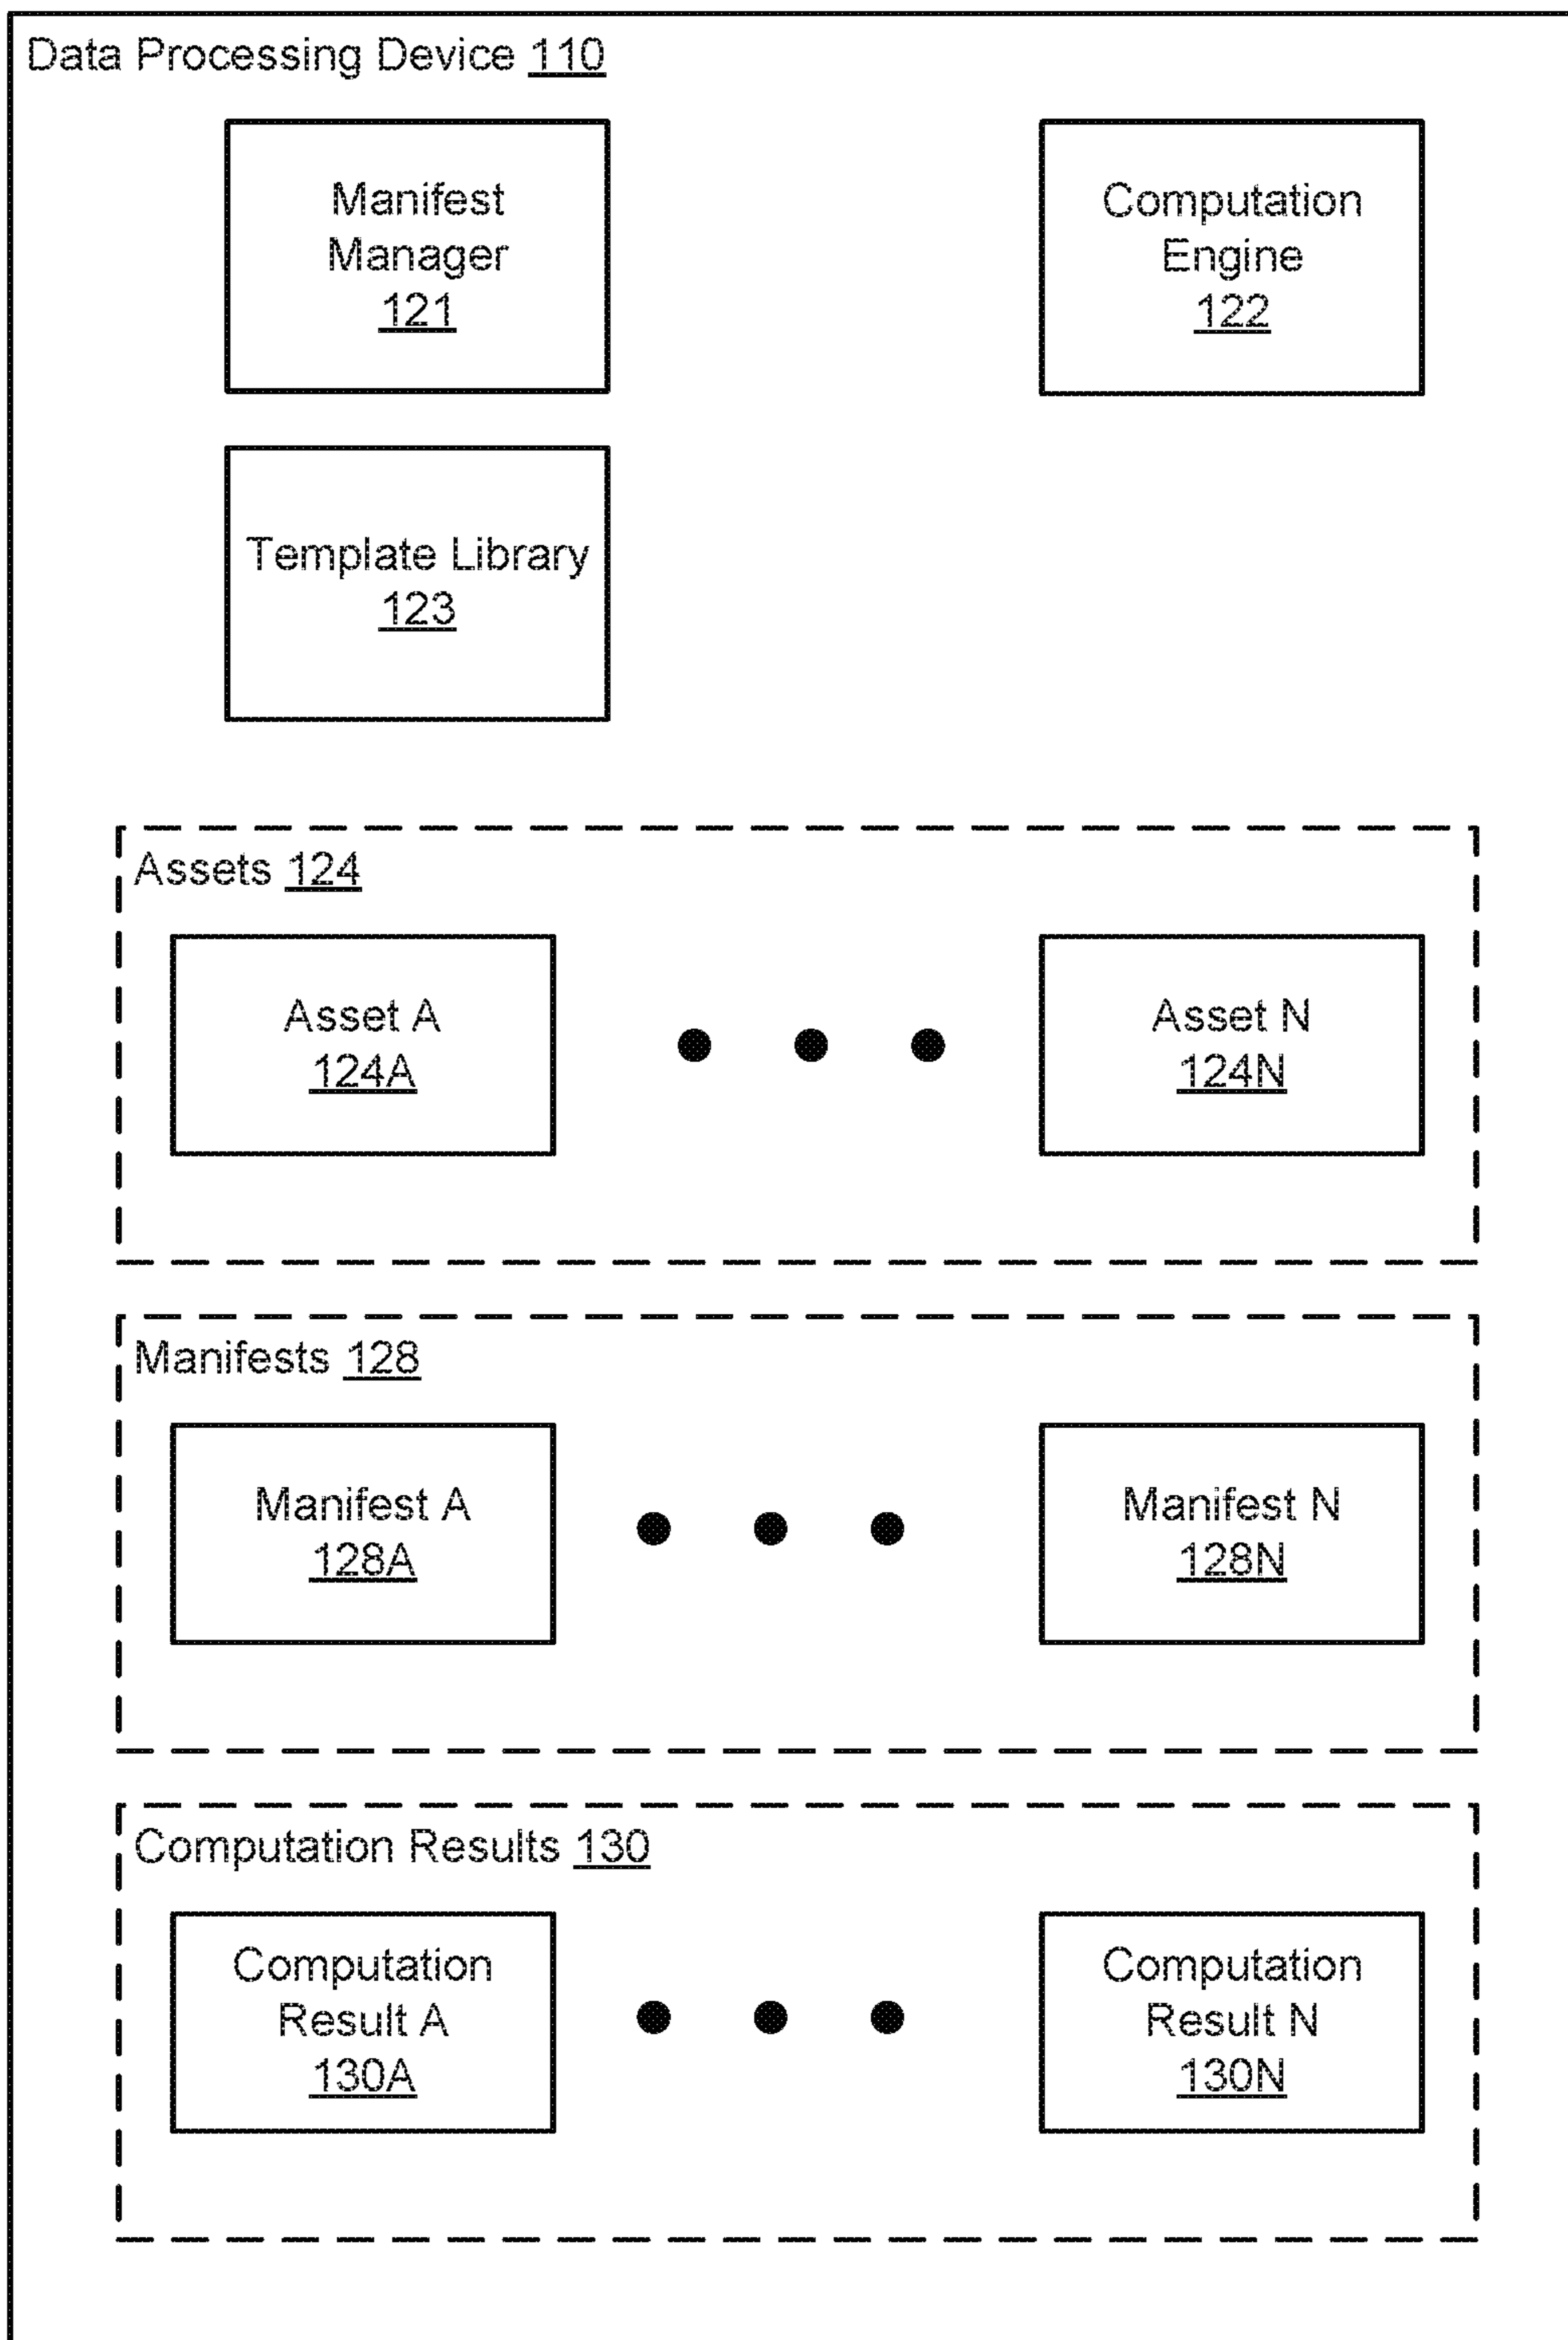 Data Processing Device 110
Manifest
Manager
121
Computation
Engine
122
Template Library
123
Assets 124
Asset A
124A
Asset N
124N
Manifests 128
Manifest A
128A
Manifest N
128N
Computation Results 130
Computation
Result A
130A
Computation
Result N
130N